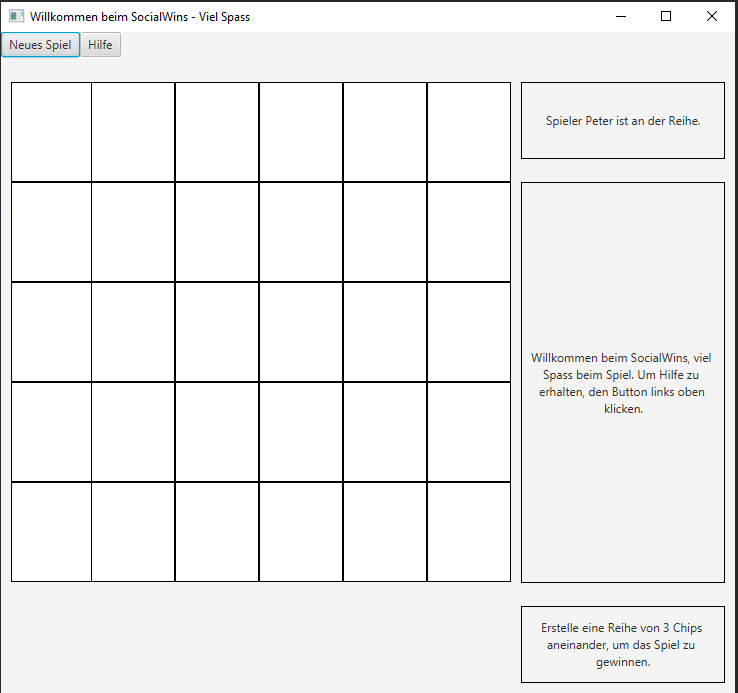 Willkommen beim SocialWins - Viel Spass
Neues Spiel
Hilfe
Spieler Peter ist an der Reihe.
Willkommen beim SocialWins, viel
Spass beim Spiel. Um Hilfe zu
erhalten, den Button links oben
klicken.
Erstelle eine Reihe von 3 Chips
aneinander, um das Spiel zu
gewinnen.